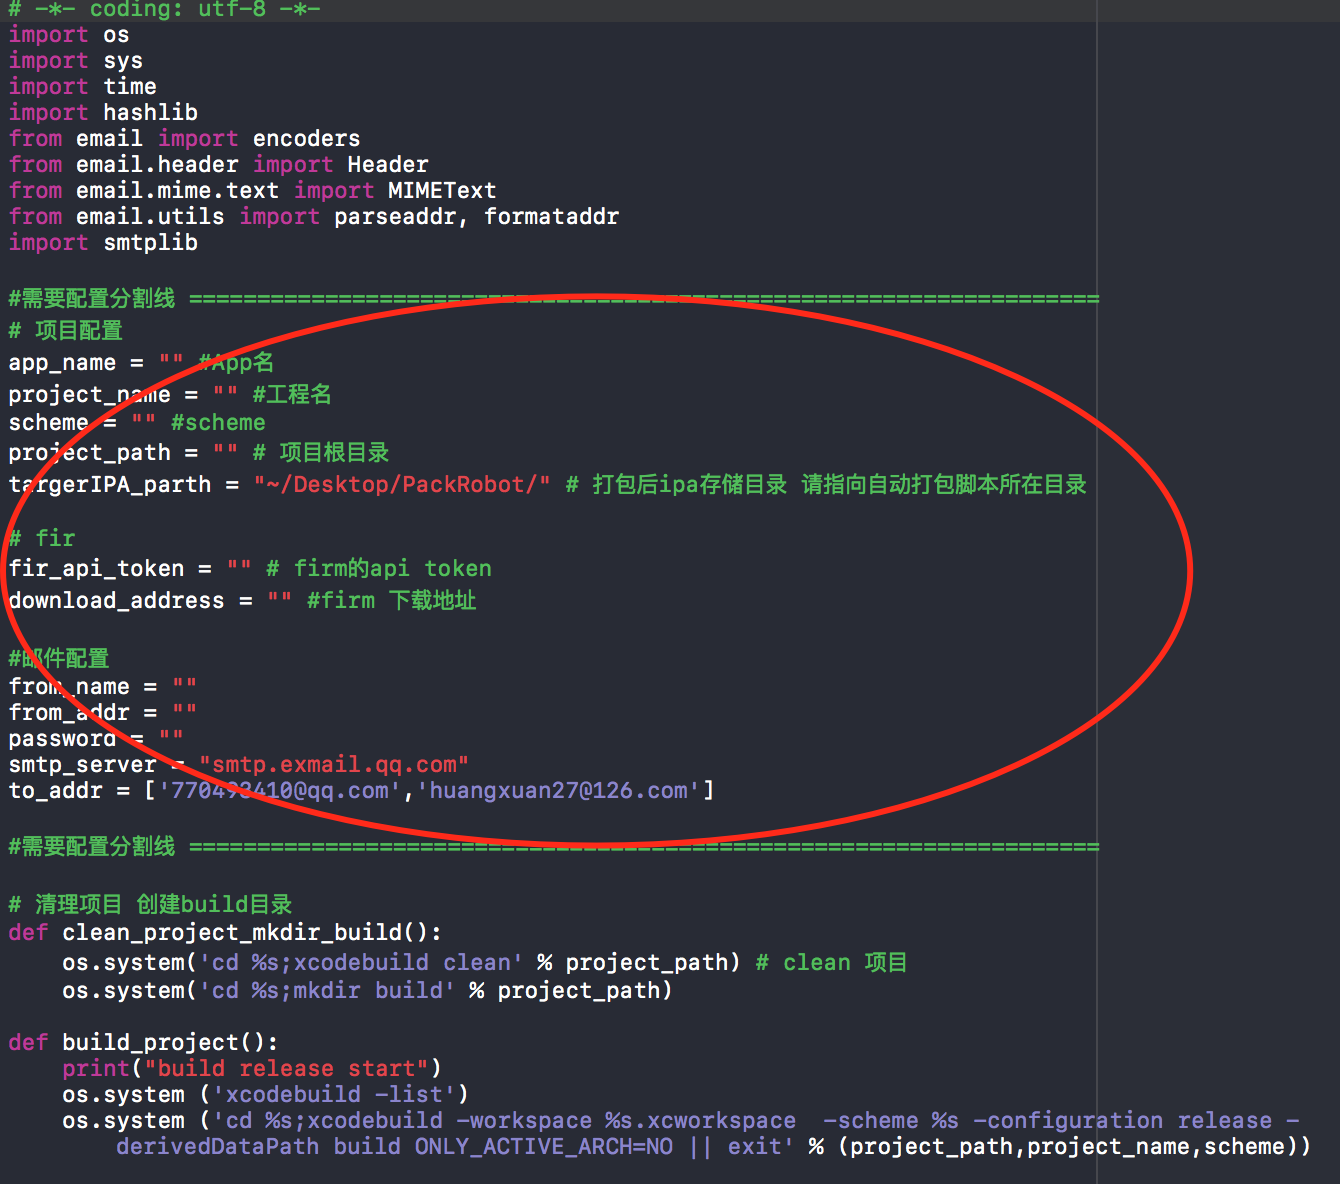 # -*- coding: utf-8 -*-
import os
import sys
import time
import hashlib
from email import encoders
from email.header import Header
from email.mime.text import MIMEText
from email.utils import parseaddr, formataddr
import smtplib
#需要配置分割线 ===================================================================
# 项目配置
app_name = "" #App名
project_name = "" #工程名
scheme = "" #scheme
project_path = "" # 项目根目录
targerIPA_parth = "~/Desktop/PackRobot/" # 打包后ipa存储目录 请指向自动打包脚本所在目录
# fir
fir_api_token = "" # firm的api token
download_address = "" #firm 下载地址
#邮件配置
from_name = ""
from_addr = ""
password = ""
smtp_server = "smtp.exmail.qq.com"
to_addr = ['770493410@qq.com','huangxuan27@126.com']
#需要配置分割线 ===================================================================
# 清理项目 创建build目录
def clean_project_mkdir_build():
    os.system('cd %s;xcodebuild clean' % project_path) # clean 项目
    os.system('cd %s;mkdir build' % project_path)
def build_project():
    print("build release start")
    os.system ('xcodebuild -list')
    os.system ('cd %s;xcodebuild -workspace %s.xcworkspace  -scheme %s -configuration release -
        derivedDataPath build ONLY_ACTIVE_ARCH=NO || exit' % (project_path,project_name,scheme))